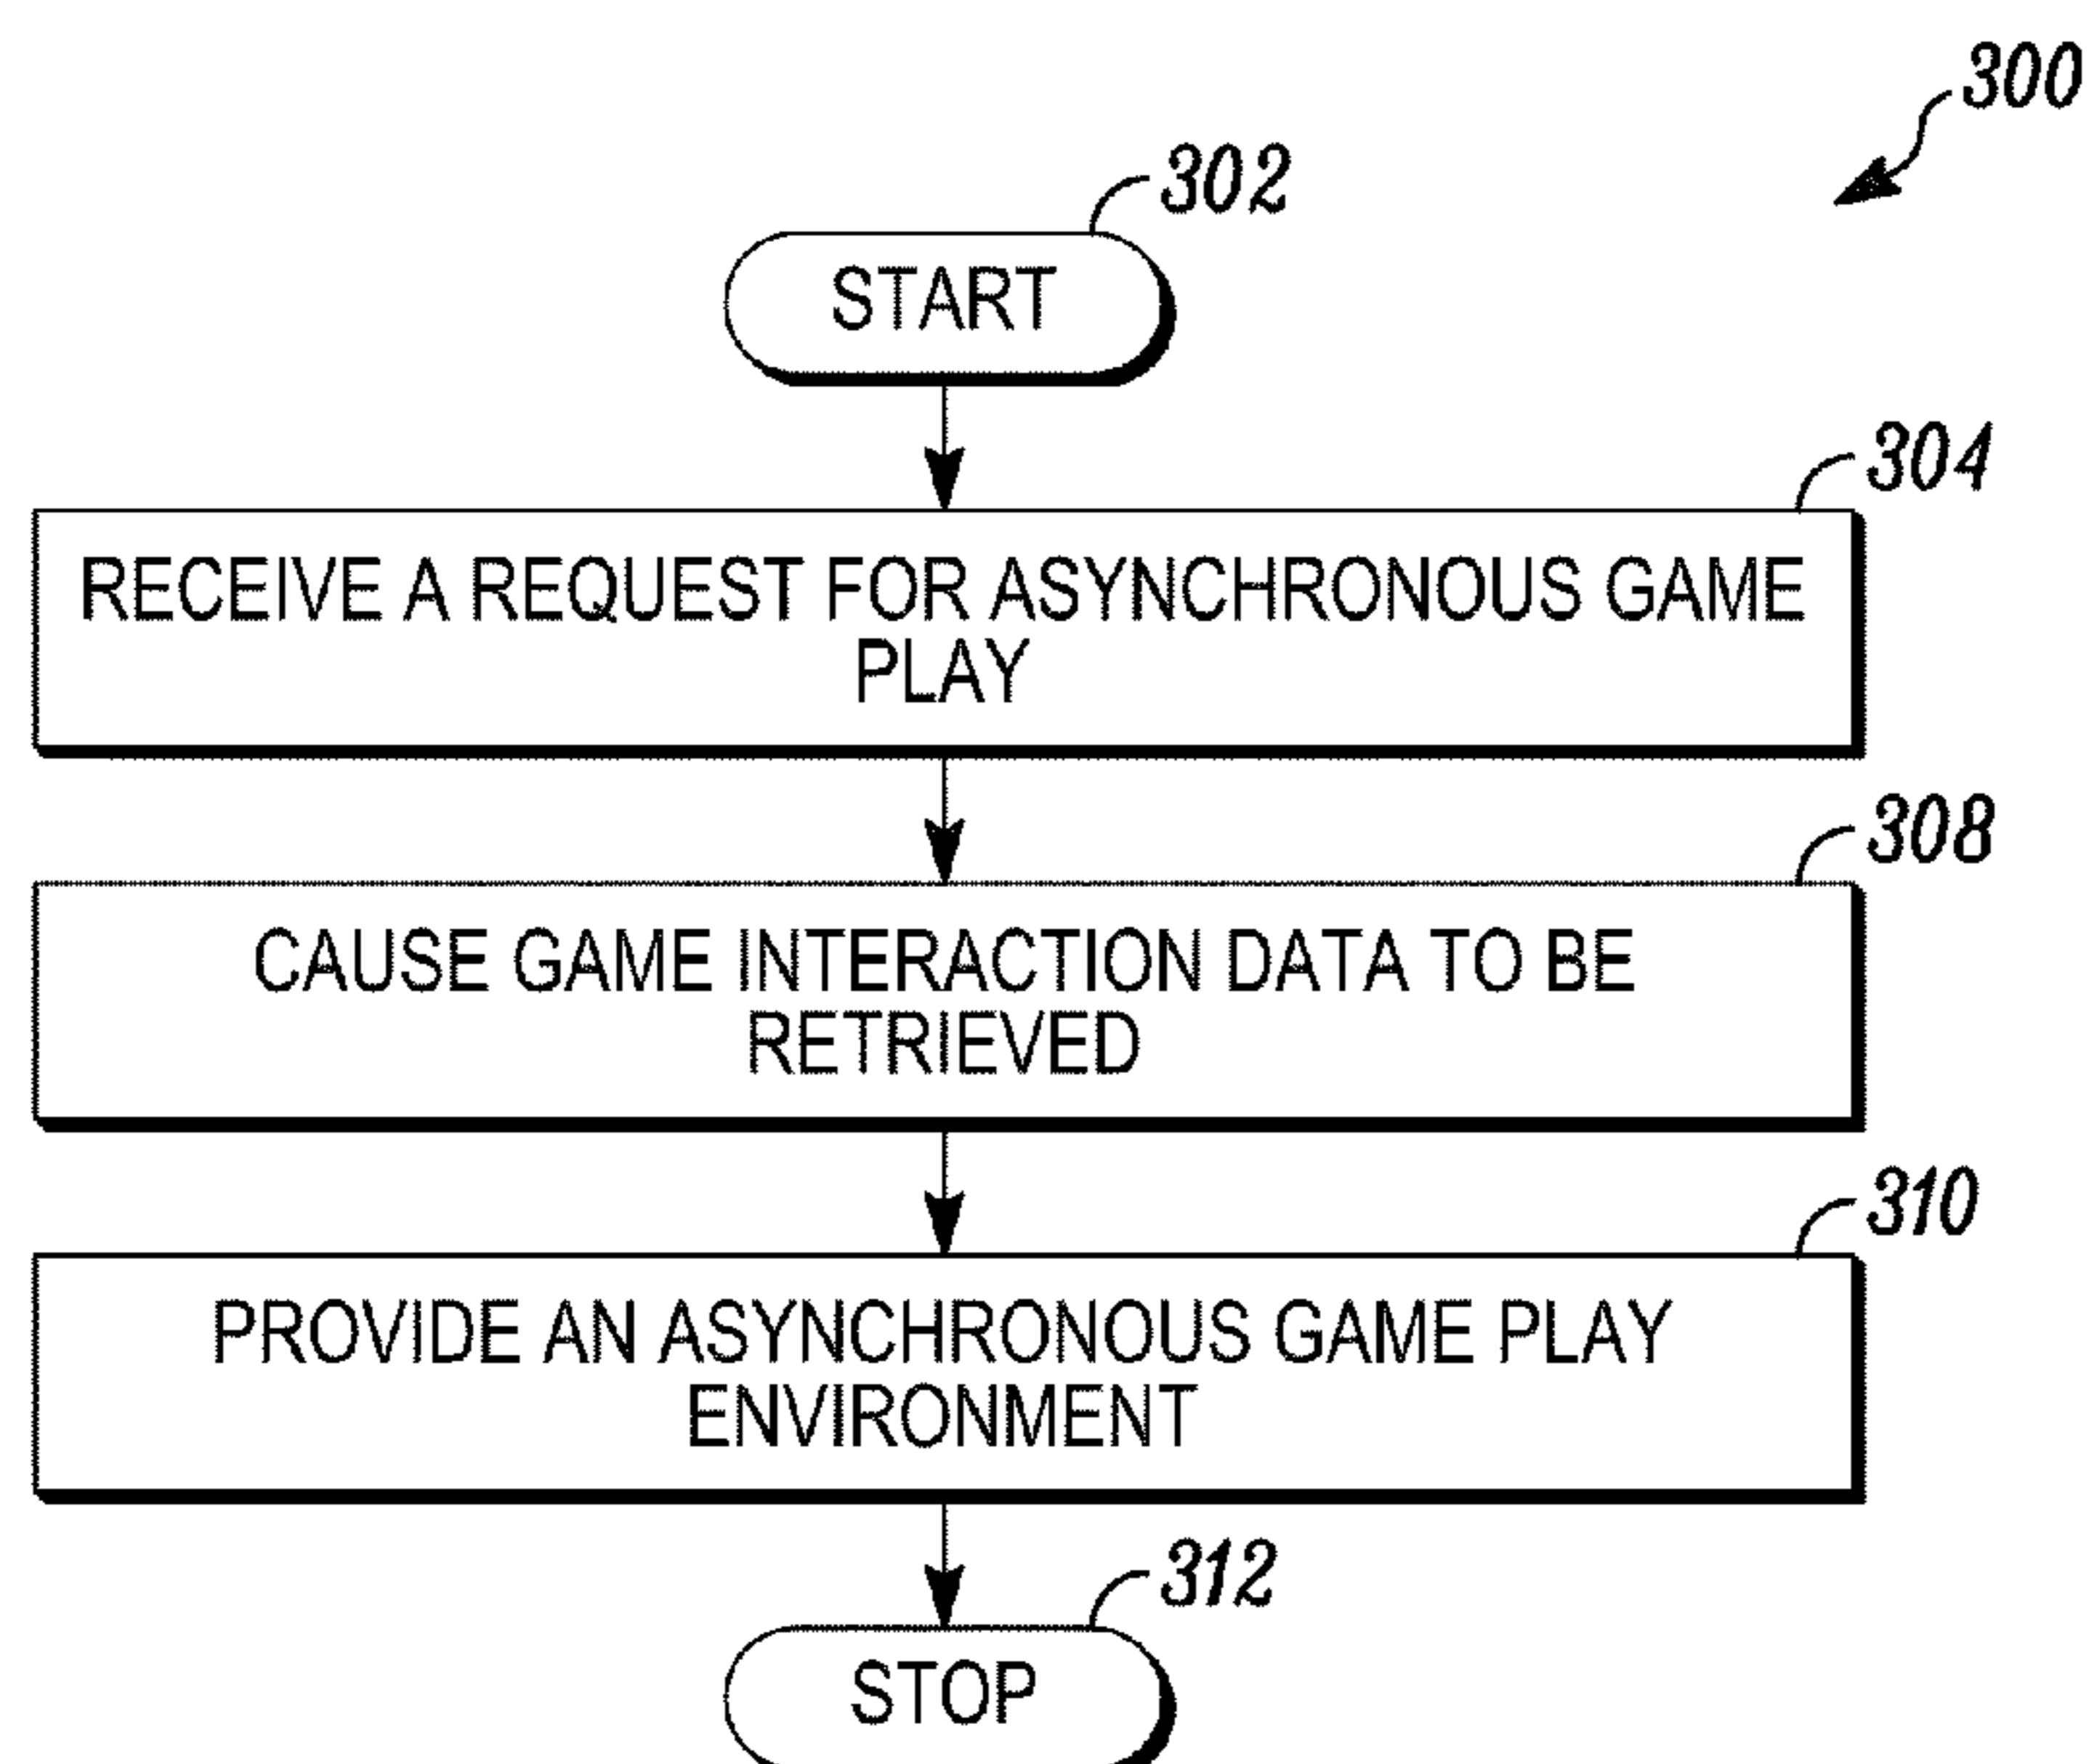 300
302
START
304
RECEIVE A REQUEST FOR ASYNCHRONOUS GAME
PLAY
308
CAUSE GAME INTERACTION DATA TO BE
RETRIEVED
310
PROVIDE AN ASYNCHRONOUS GAME PLAY
ENVIRONMENT
312
STOP